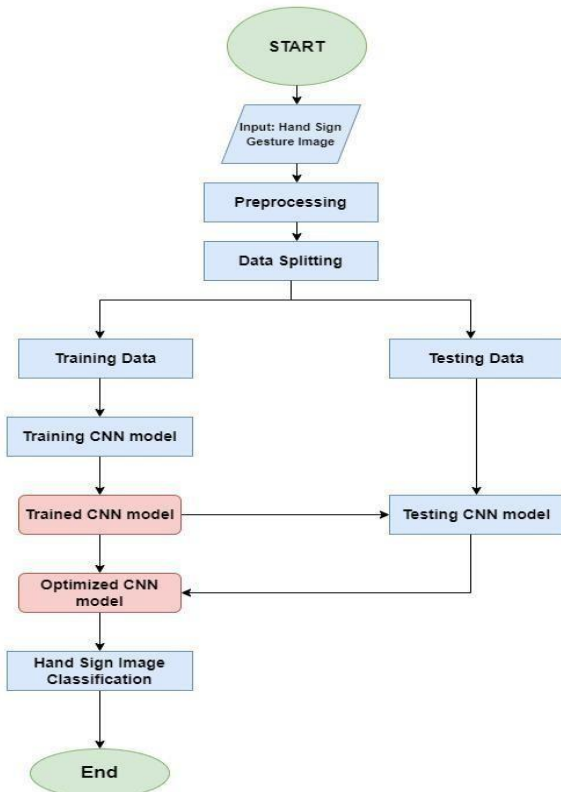 START
Input: Hand Sign
Gesture Image
Preprocessing
Data Splitting
Training Data
Testing Data
Training CNN model
Trained CNN model
Testing CNN model
Optimized CNN
model
Hand Sign Image
Classification
End